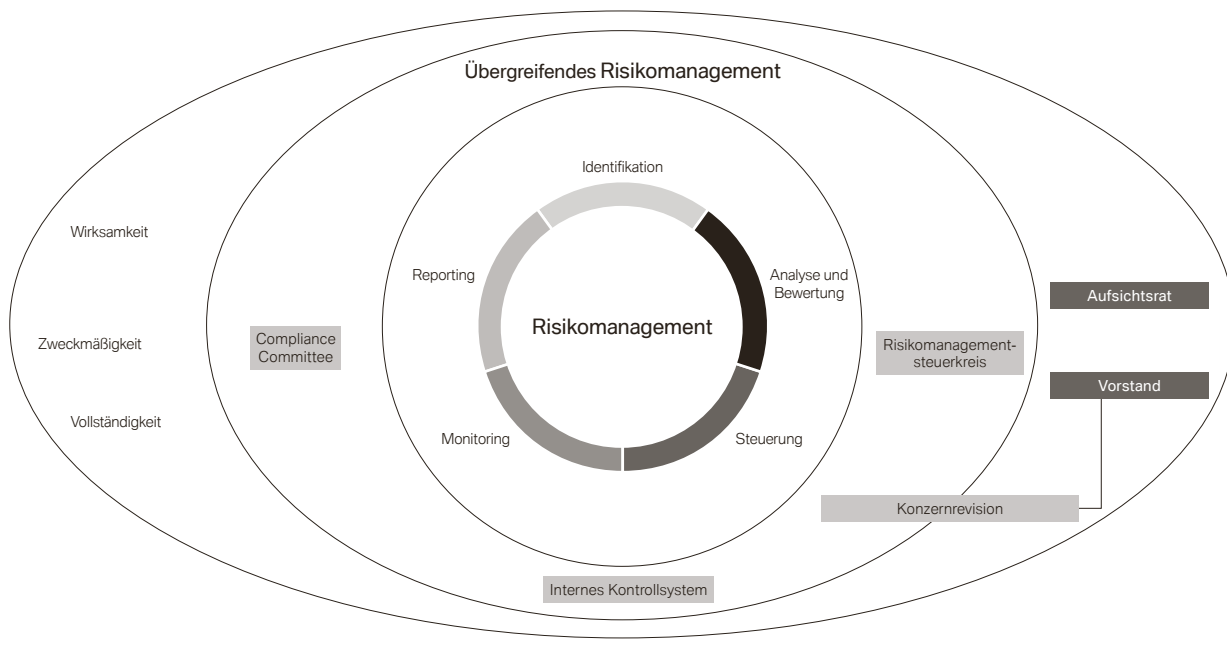 Übergreifendes Risikomanagement
Identifikation
Wirksamkeit
Reporting
Analyse und
Bewertung
Aufsichtsrat
Risikomanagement
Zweckmäßigkeit
Compliance
Committee
Risikomanagement-
steuerkreis
Vorstand
Vollständigkeit
Monitoring
Steuerung
Konzernrevision
Internes Kontrollsystem